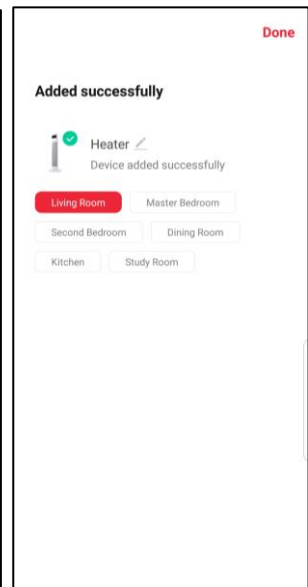 Done
Added successfully
Heater
Device added successfully
Living Room Master Bedroom
Second Bedroom Dining Room
Kitchen Study Room